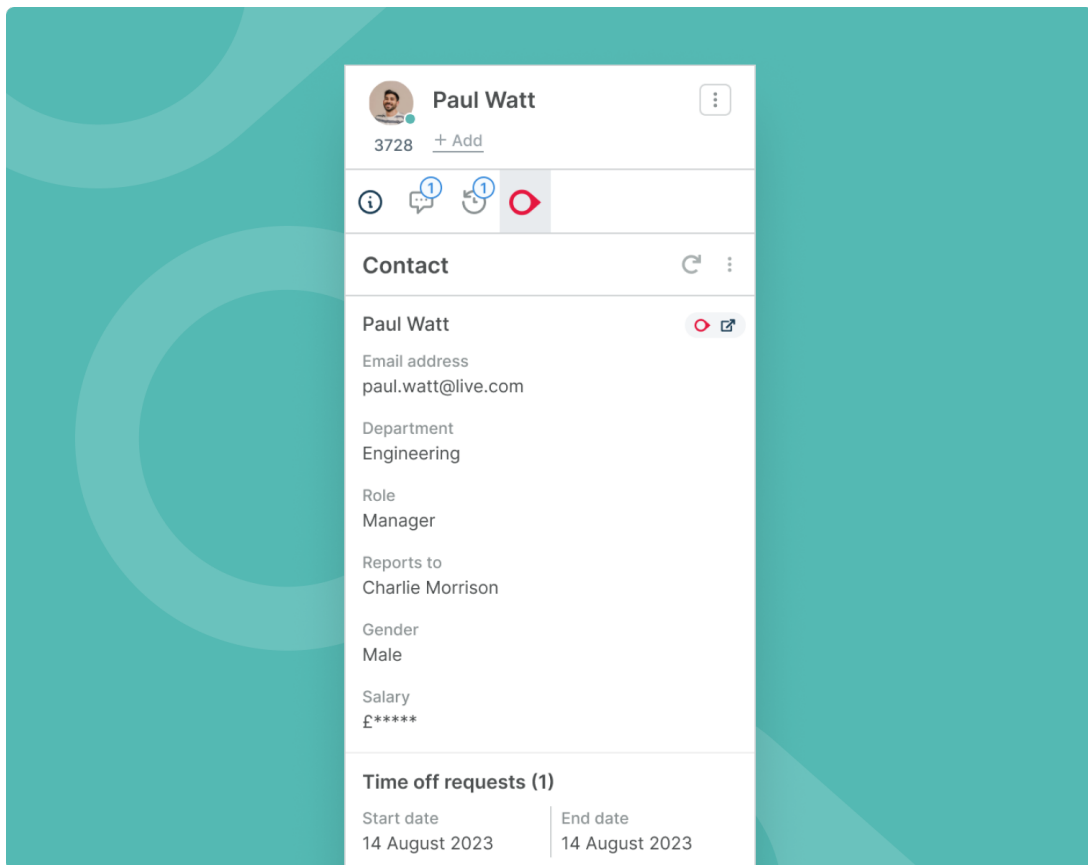 Paul Watt
3728 + Add
1 1
Contact
Paul Watt
Email address
paul.watt@live.com
Department
Engineering
Role
Manager
Reports to
Charlie Morrison
Gender
Male
Salary
£*****
Time off requests (1)
Start date End date
14 August 2023 14 August 2023